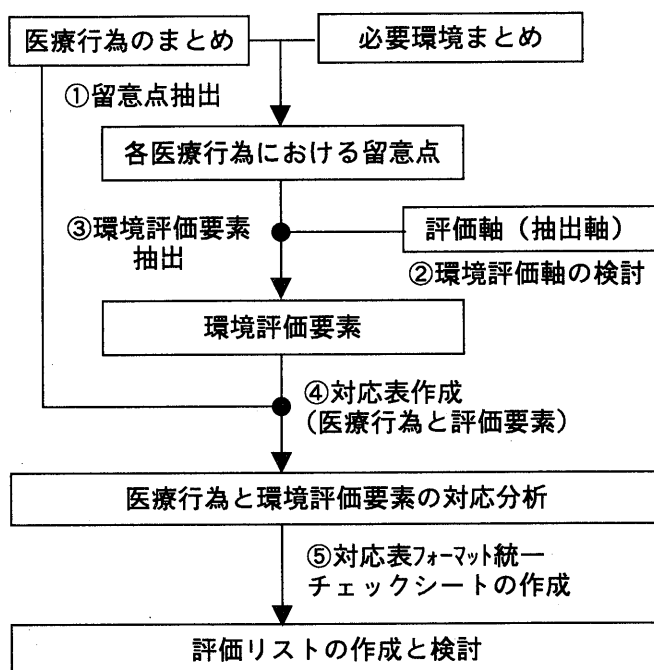 医療行為のまとめ
必要環境まとめ
①留意点抽出
各医療行為における留意点
③環境評価要素
抽出
評価軸（抽出軸）
②環境評価軸の検討
環境評価要素
④対応表作成
（医療行為と評価要素）
医療行為と環境評価要素の対応分析
⑤対応表ﾌｫｰﾏｯﾄ統一
チェックシートの作成
評価リストの作成と検討